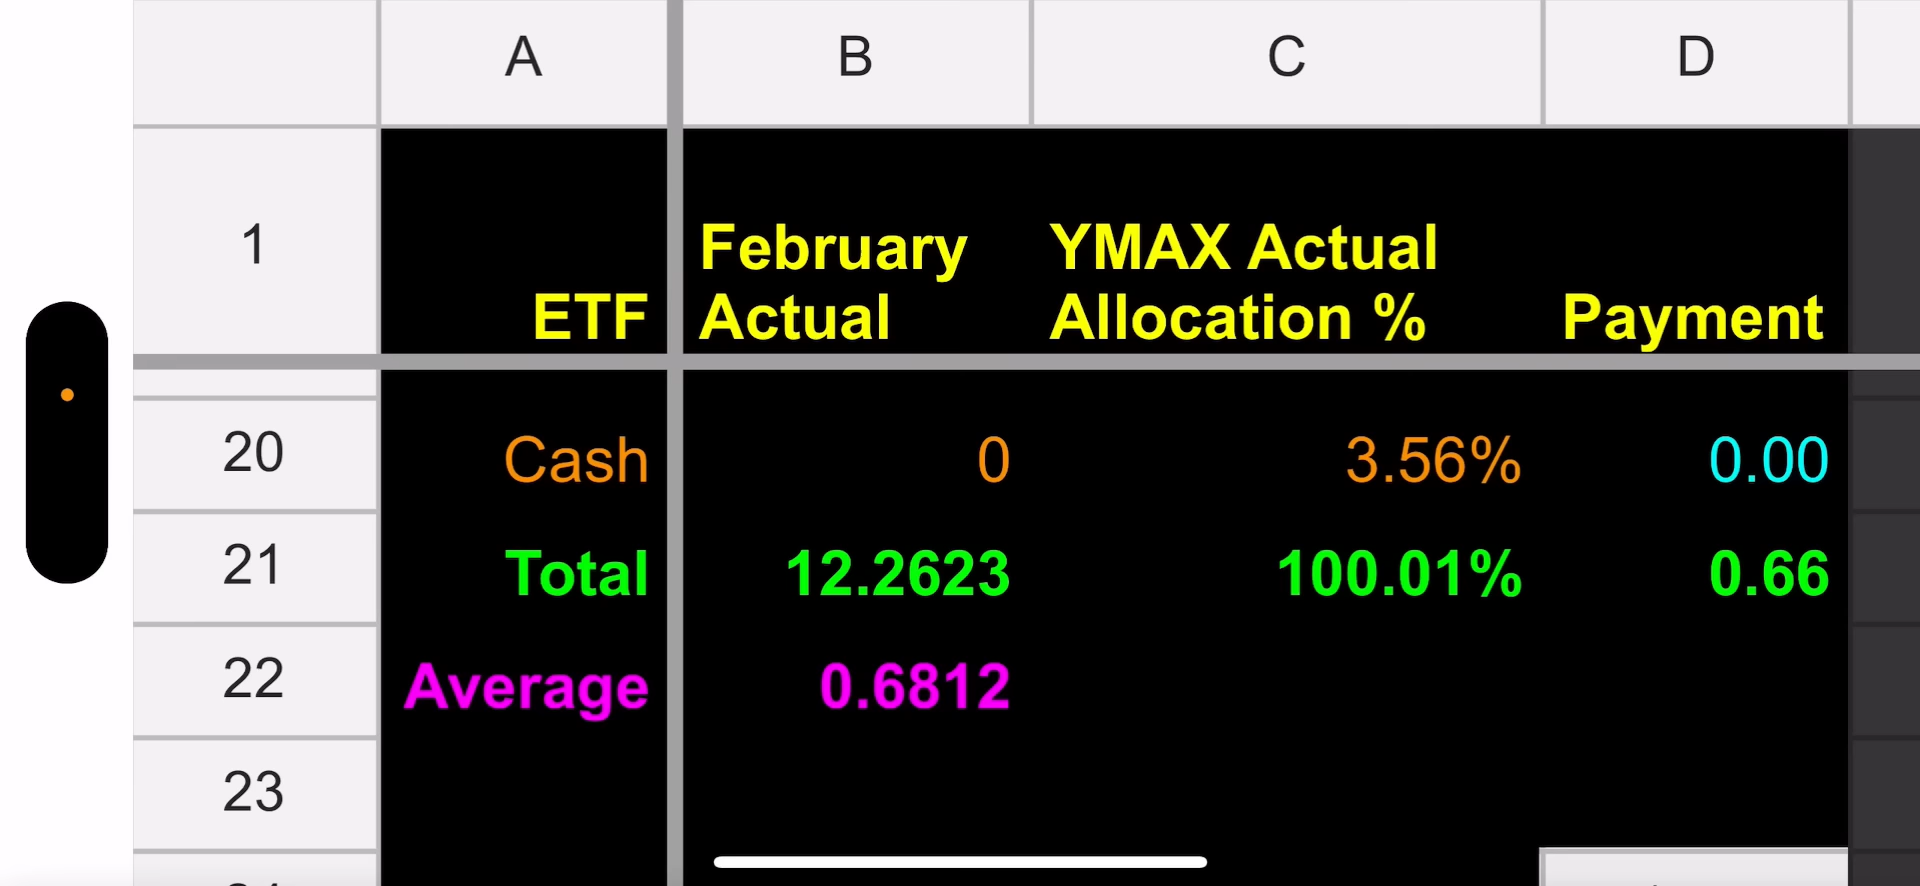 A B C D
1 ETF February Actual YMAX Actual Allocation % Payment
20 Cash 0 3.56% 0.00
21 Total 12.2623 100.01% 0.66
22 Average 0.6812
23